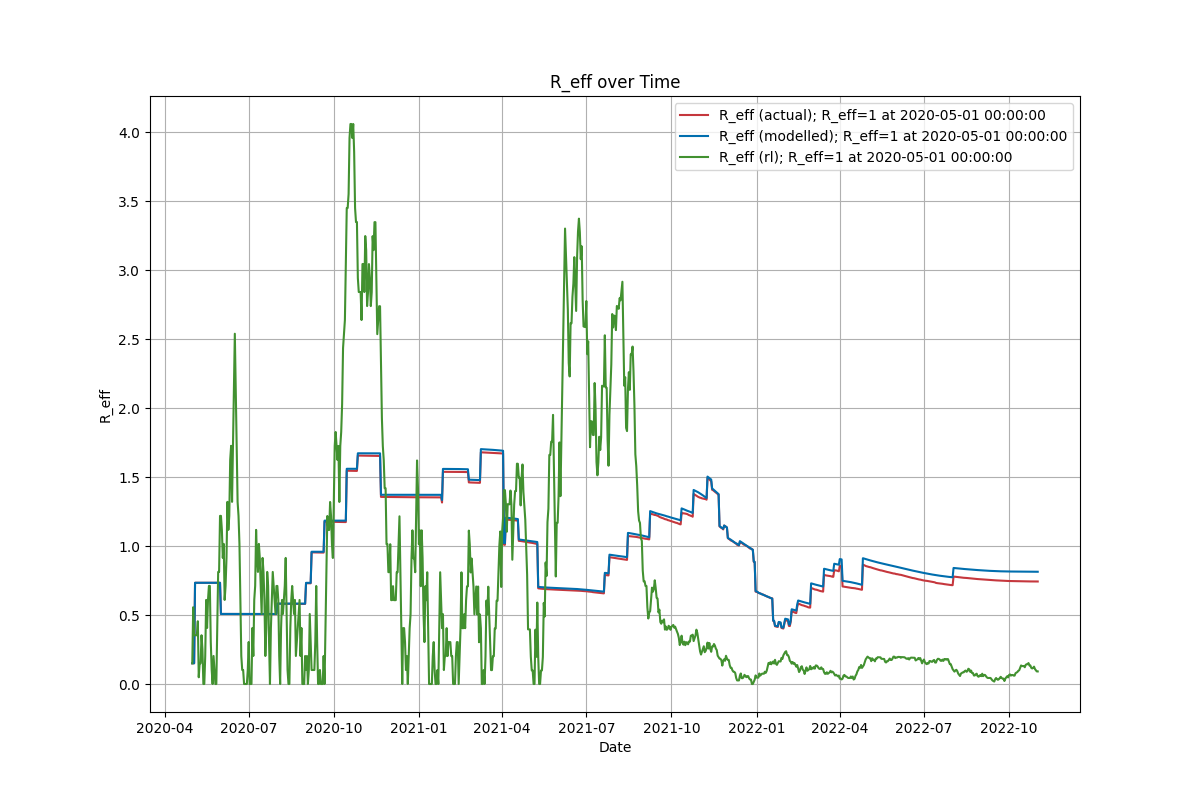 R_eff over Time
R_eff (actual); R_eff=1 at 2020-05-01 00:00:00
R_eff (modelled); R_eff=1 at 2020-05-01 00:00:00
R_eff (rl); R_eff=1 at 2020-05-01 00:00:00
4.0
3.5
3.0
2.5
2.0
1.5
1.0
0.5
0.0
R_eff
2020-04 2020-07 2020-10 2021-01 2021-04 2021-07 2021-10 2022-01 2022-04 2022-07 2022-10
Date